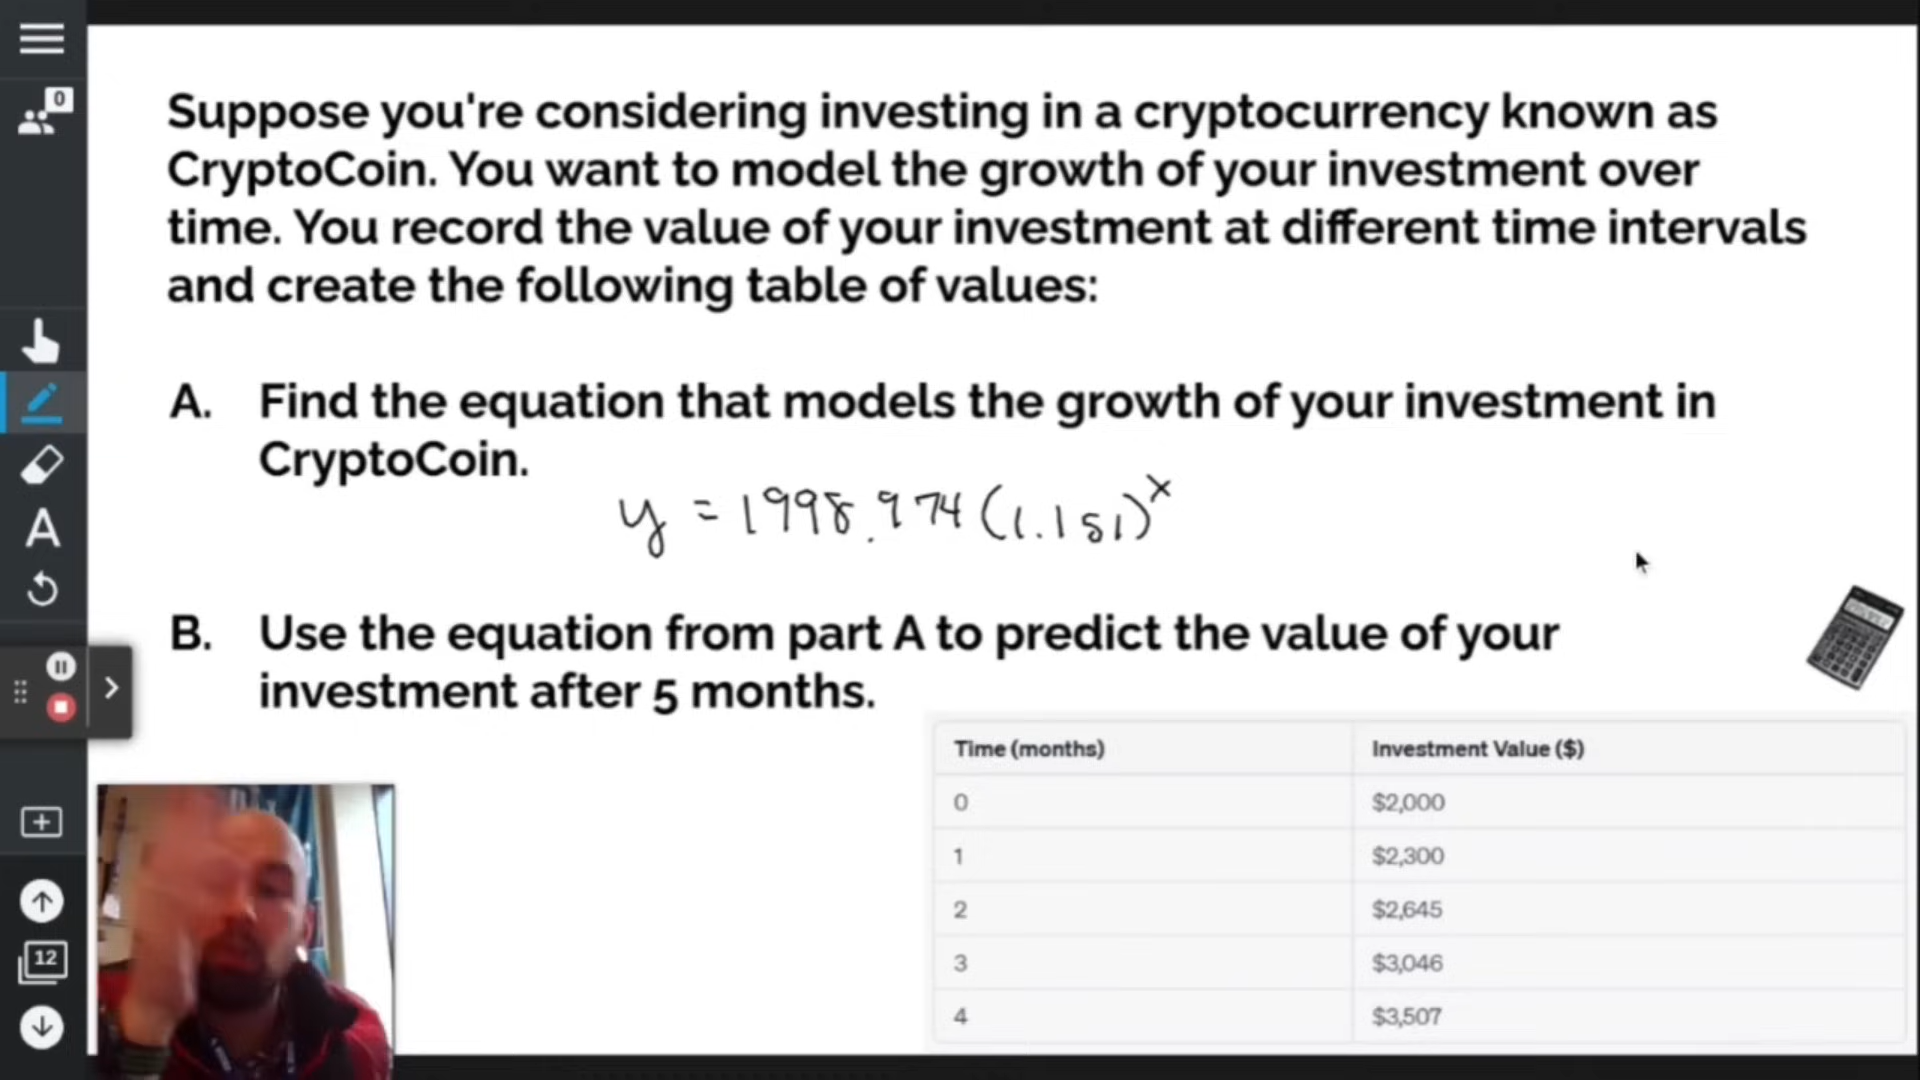 0
Suppose you're considering investing in a cryptocurrency known as
CryptoCoin. You want to model the growth of your investment over
time. You record the value of your investment at different time intervals
and create the following table of values:
A. Find the equation that models the growth of your investment in
CryptoCoin.
y = 1998.974(1.151)^x
A
B. Use the equation from part A to predict the value of your
investment after 5 months.
Time (months) Investment Value ($)
0 $2,000
1 $2,300
2 $2,645
3 $3,046
4 $3,507
12